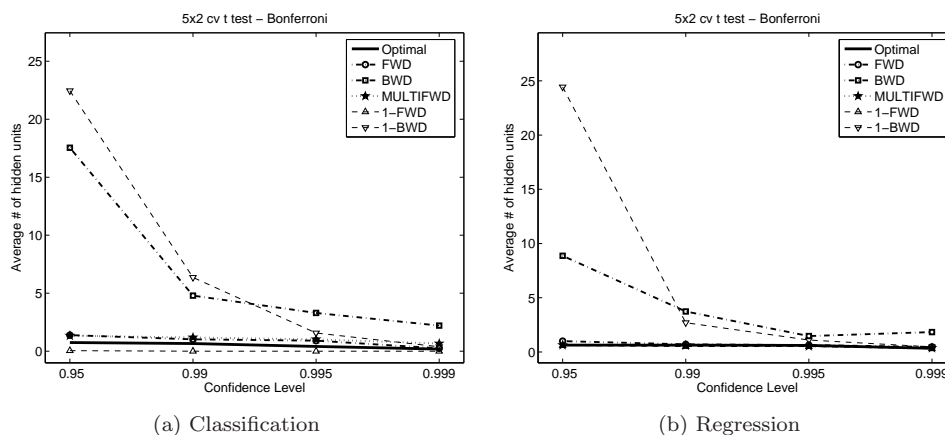 5x2 cv t test – Bonferroni
Optimal
FWD
BWD
MULTIFWD
1−FWD
1−BWD
25
20
15
10
5
0
Average # of hidden units
0.95
0.99
0.995
0.999
Confidence Level
(a) Classification
5x2 cv t test – Bonferroni
Optimal
FWD
BWD
MULTIFWD
1−FWD
1−BWD
25
20
15
10
5
0
Average # of hidden units
0.95
0.99
0.995
0.999
Confidence Level
(b) Regression